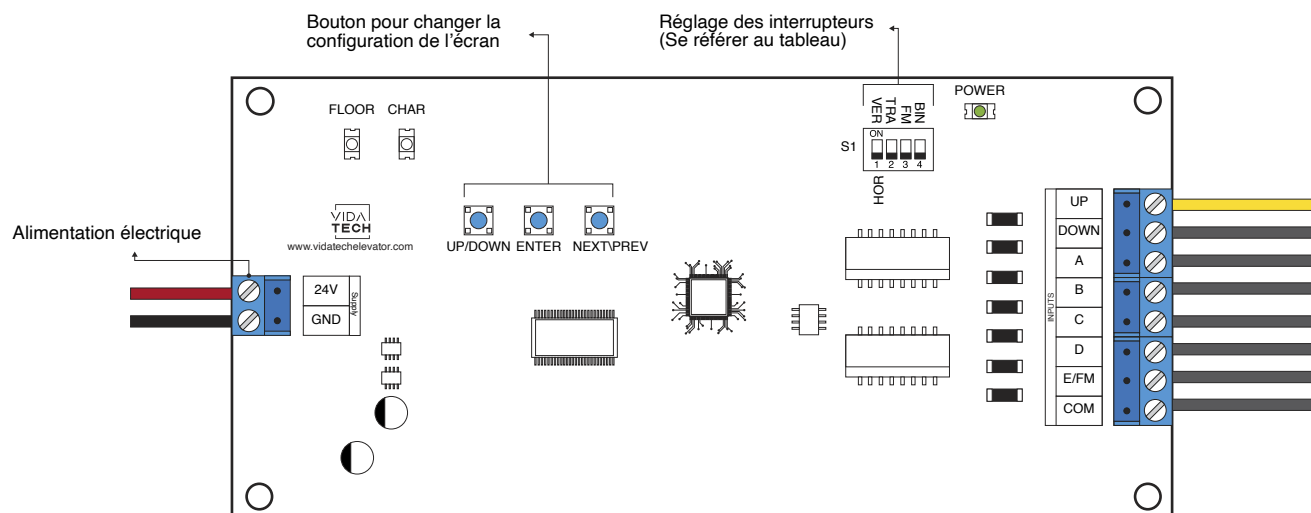 Bouton pour changer la
configuration de l'écran
Réglage des interrupteurs
(Se référer au tableau)
FLOOR
CHAR
VER
TRA
FM
BIN
POWER
S1
ON
1
2
3
4
HOR
VIDA
TECH
www.vidatechelevator.com
UP/DOWN
ENTER
NEXT\PREV
Alimentation électrique
24V
GND
Supply
INPUTS
UP
DOWN
A
B
C
D
E/FM
COM